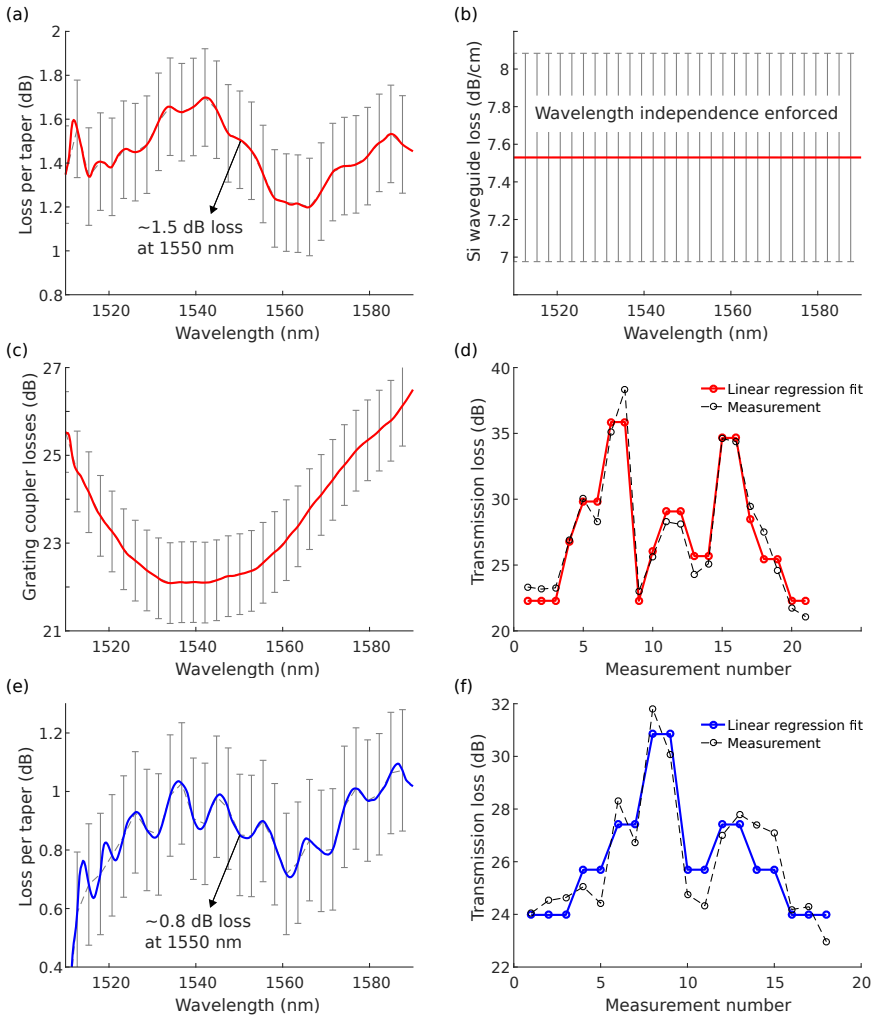 (a)
Loss per taper (dB)
2
1.8
1.6
1.4
1.2
1
0.8
1520
1540
1560
1580
Wavelength (nm)
~1.5 dB loss
at 1550 nm
(b)
Si waveguide loss (dB/cm)
8
7.8
7.6
7.4
7.2
7
1520
1540
1560
1580
Wavelength (nm)
Wavelength independence enforced
(c)
Grating coupler losses (dB)
27
25
23
21
1520
1540
1560
1580
Wavelength (nm)
(d)
Transmission loss (dB)
40
35
30
25
20
0
5
10
15
20
25
Measurement number
Linear regression fit
Measurement
(e)
Loss per taper (dB)
1.2
1
0.8
0.6
0.4
1520
1540
1560
1580
Wavelength (nm)
~0.8 dB loss
at 1550 nm
(f)
Transmission loss (dB)
32
30
28
26
24
22
0
5
10
15
20
Measurement number
Linear regression fit
Measurement